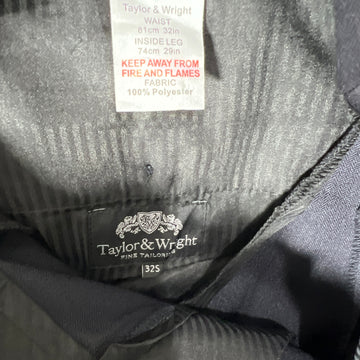 Taylor & Wright
WAIST
81cm 32in
INSIDE LEG
74cm 29in
KEEP AWAY FROM
FIRE AND FLAMES
FABRIC
100% Polyester
Taylor & Wright
FINE TAILORING
32S